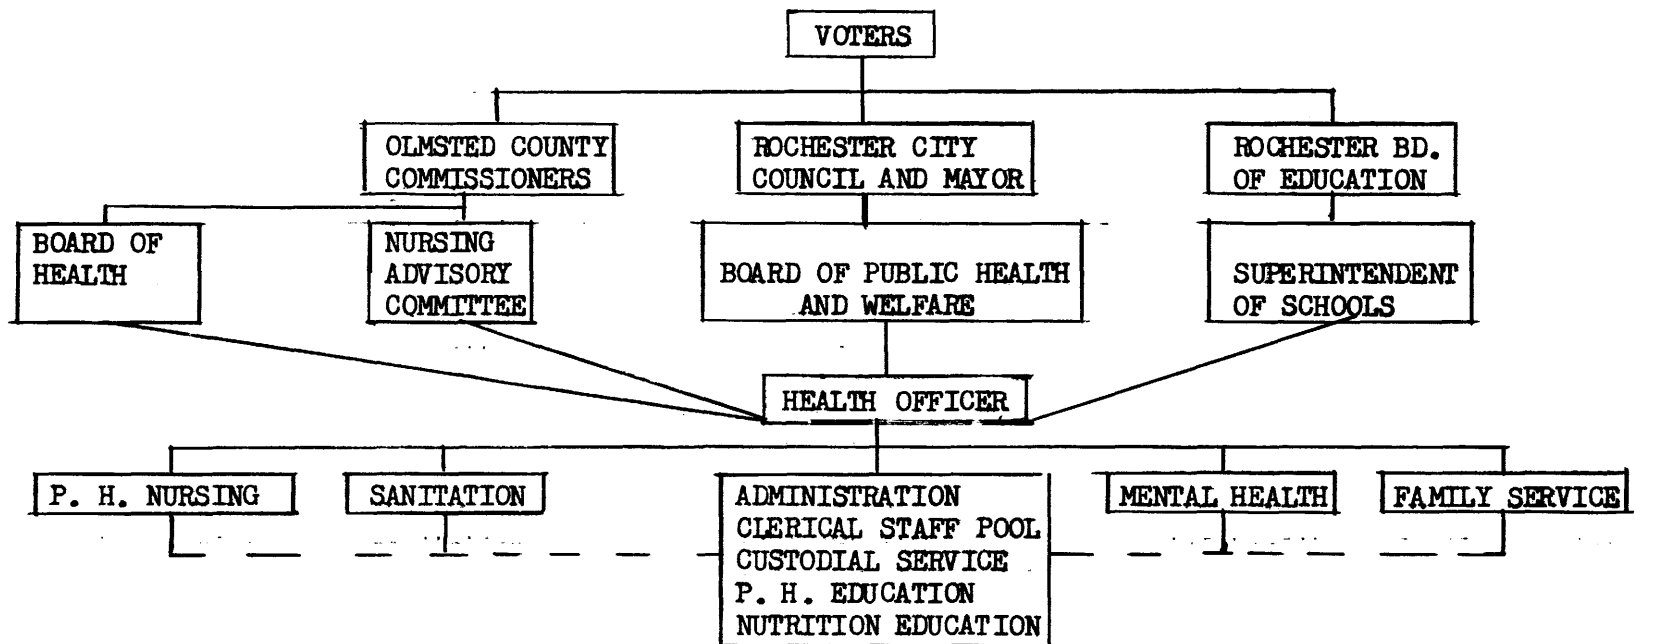 VOTERS
OLMSTED COUNTY
COMMISSIONERS
ROCHESTER CITY
COUNCIL AND MAYOR
ROCHESTER BD.
OF EDUCATION
BOARD OF
HEALTH
NURSING
ADVISORY
COMMITTEE
BOARD OF PUBLIC HEALTH
AND WELFARE
SUPERINTENDENT
OF SCHOOLS
HEALTH OFFICER
P. H. NURSING
SANITATION
ADMINISTRATION
CLERICAL STAFF POOL
CUSTODIAL SERVICE
P. H. EDUCATION
NUTRITION EDUCATION
MENTAL HEALTH
FAMILY SERVICE